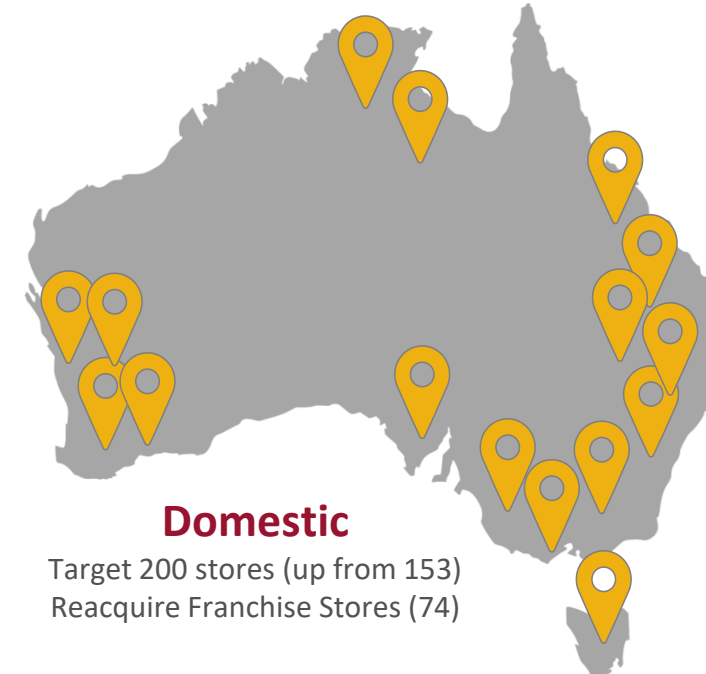 Domestic
Target 200 stores (up from 153)
Reacquire Franchise Stores (74)